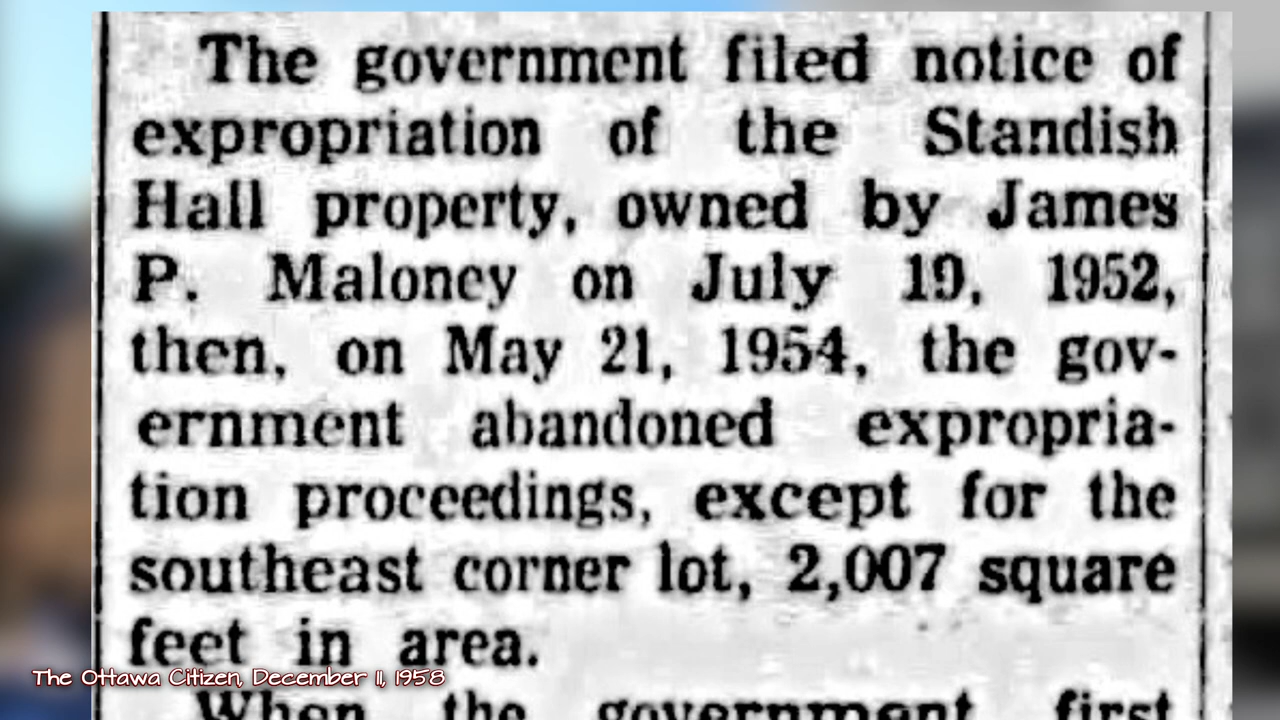 The government filed notice of
expropriation of the Standish
Hall property, owned by James
P. Maloney on July 19, 1952,
then, on May 21, 1954, the gov-
ernment abandoned expropria-
tion proceedings, except for the
southeast corner lot, 2,007 square
feet in area.
The Ottawa Citizen, December 11, 1958
When the government first